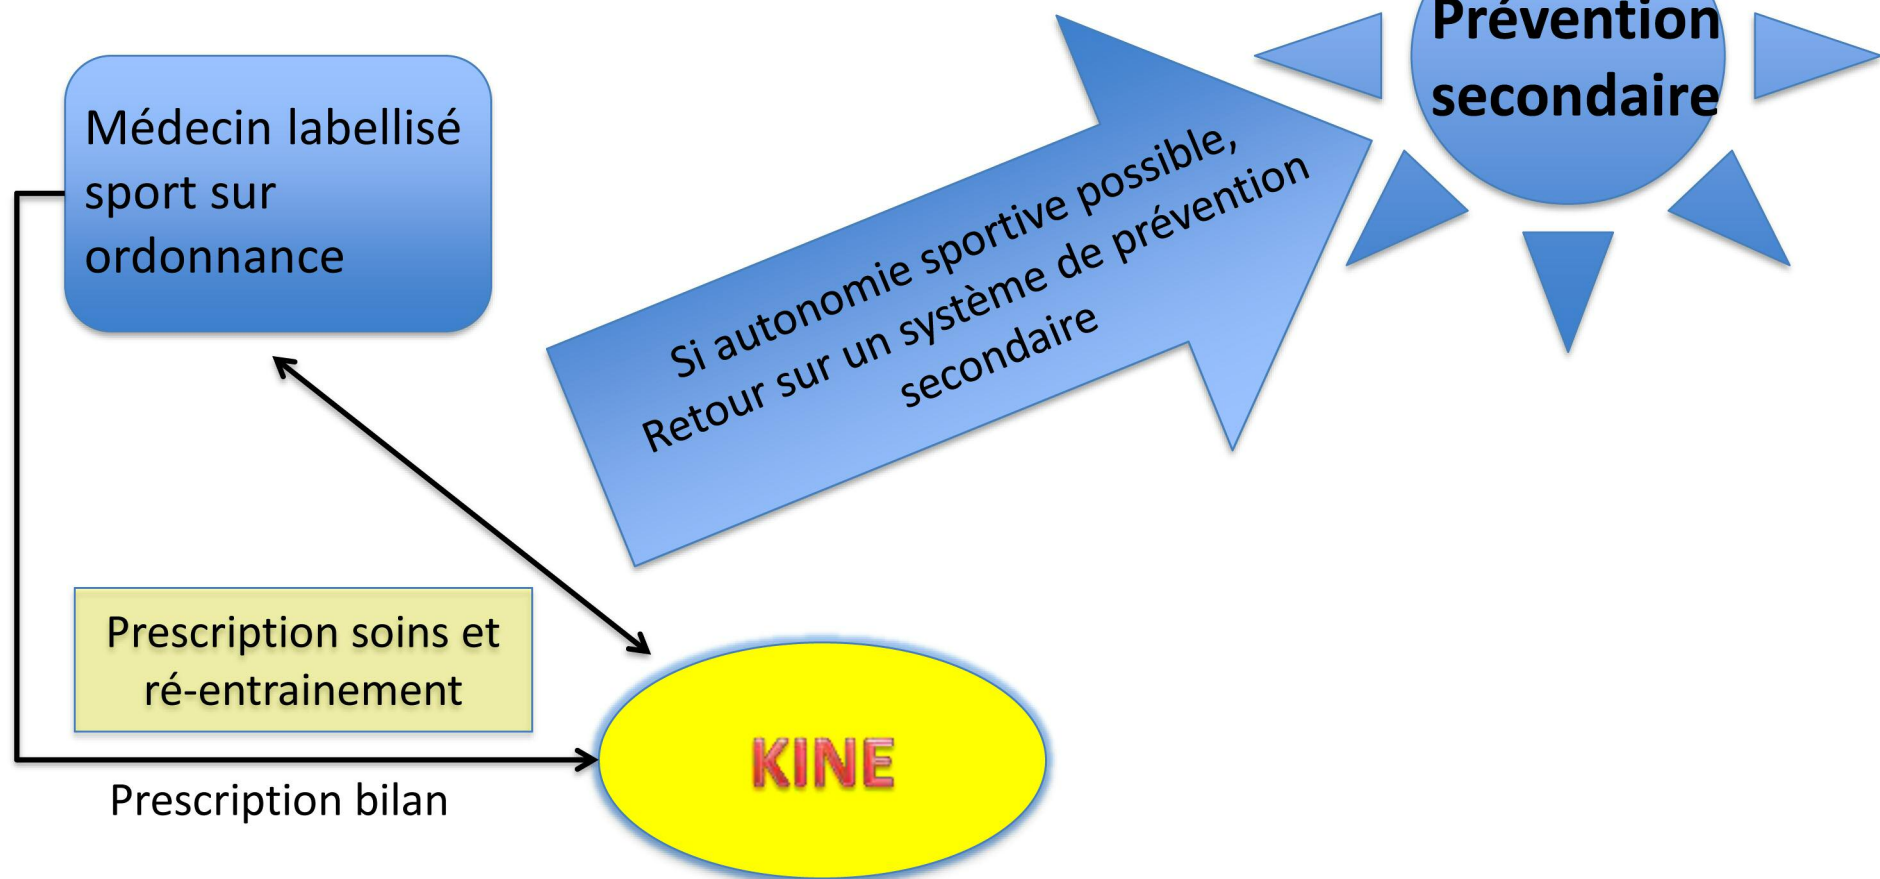 Prévention
secondaire
Médecin labellisé
sport sur
ordonnance
Si autonomie sportive possible,
Retour sur un système de prévention
secondaire
Prescription soins et
ré-entrainement
KINE
Prescription bilan